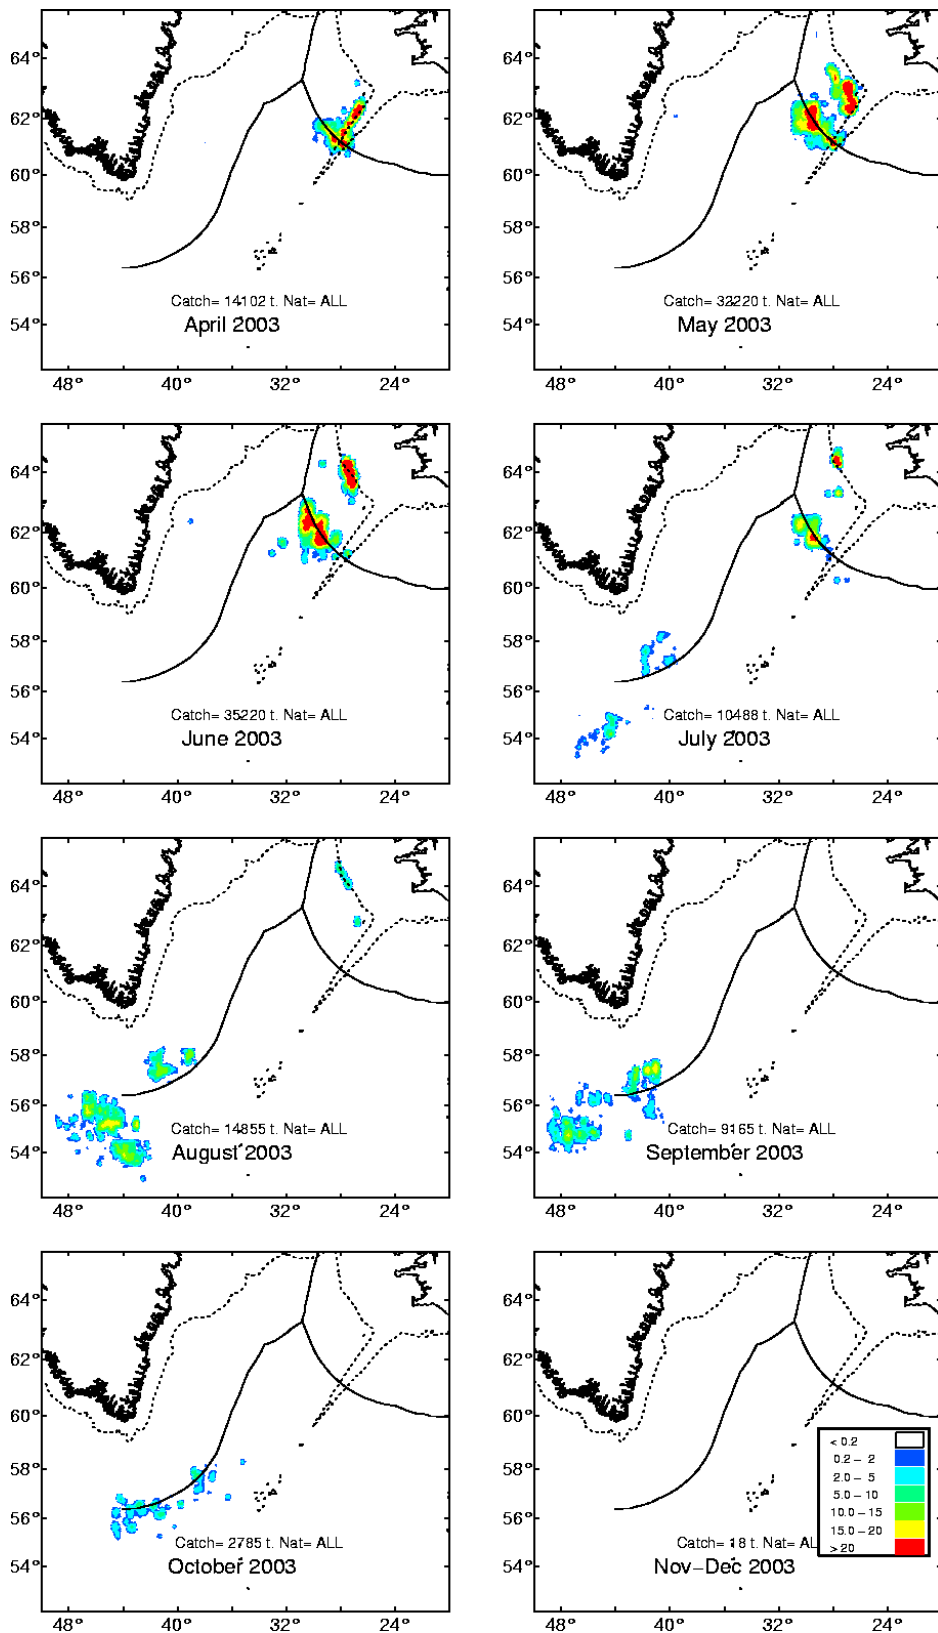 64°
62°
60°
58°
56°
54°
Catch= 14102 t. Nat= ALL
April 2003
48° 40° 32° 24°
64°
62°
60°
58°
56°
54°
Catch= 32220 t. Nat= ALL
May 2003
48° 40° 32° 24°
64°
62°
60°
58°
56°
54°
Catch= 35220 t. Nat= ALL
June 2003
48° 40° 32° 24°
64°
62°
60°
58°
56°
54°
Catch= 10488 t. Nat= ALL
July 2003
48° 40° 32° 24°
64°
62°
60°
58°
56°
54°
Catch= 14855 t. Nat= ALL
August 2003
48° 40° 32° 24°
64°
62°
60°
58°
56°
54°
Catch= 9165 t. Nat= ALL
September 2003
48° 40° 32° 24°
64°
62°
60°
58°
56°
54°
Catch= 2785 t. Nat= ALL
October 2003
48° 40° 32° 24°
64°
62°
60°
58°
56°
54°
Catch= 18 t. Nat= AL
Nov-Dec 2003
48° 40° 32° 24°
< 0.2
0.2 - 2
2.0 - 5
5.0 - 10
10.0 - 15
15.0 - 20
> 20